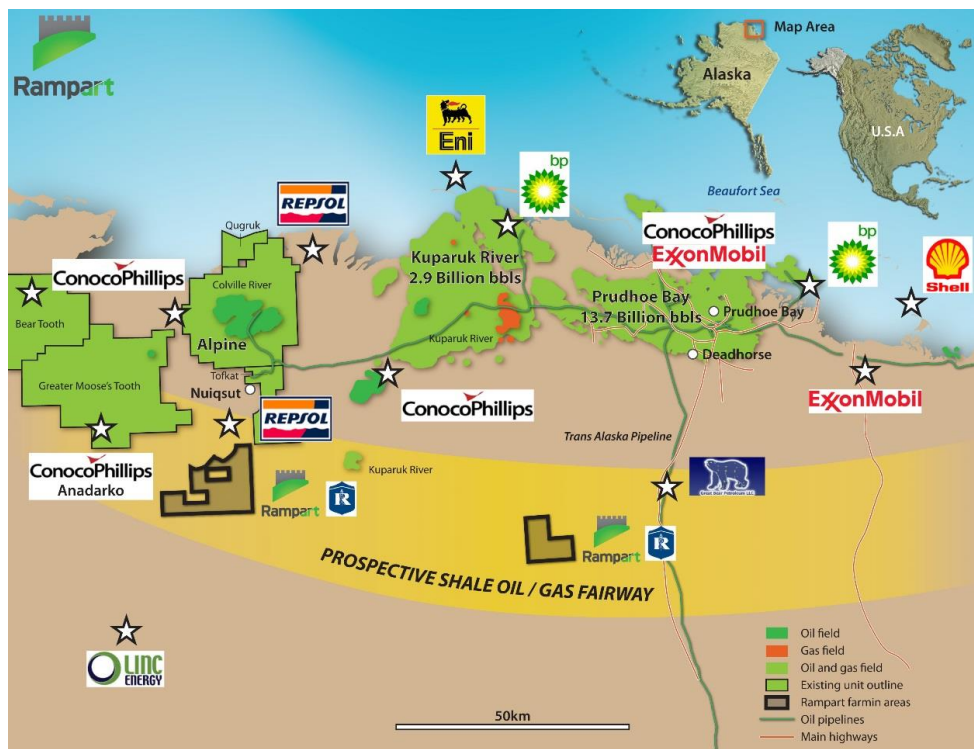 Rampart
Map Area
Alaska
U.S.A
Beaufort Sea
Eni
bp
REPSOL
Qugruk
ConocoPhillips
ExxonMobil
bp
Shell
ConocoPhillips
Kuparuk River
2.9 Billion bbls
Colville River
Bear Tooth
Prudhoe Bay
13.7 Billion bbls
Prudhoe Bay
Alpine
Kuparuk River
Deadhorse
Greater Moose's Tooth
Tofkat
Nuiqsut
ConocoPhillips
ExxonMobil
REPSOL
Trans Alaska Pipeline
ConocoPhillips
Anadarko
Kuparuk River
Rampart
R
GREAT BEAR PETROLEUM LLC
Rampart
R
PROSPECTIVE SHALE OIL / GAS FAIRWAY
LINC
ENERGY
50km
Oil field
Gas field
Oil and gas field
Existing unit outline
Rampart farmin areas
Oil pipelines
Main highways